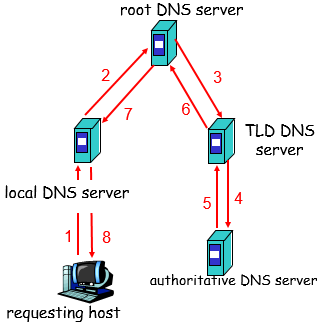 root DNS server
2
3
7
6
TLD DNS
server
local DNS server
5
4
1
8
authoritative DNS server
requesting host